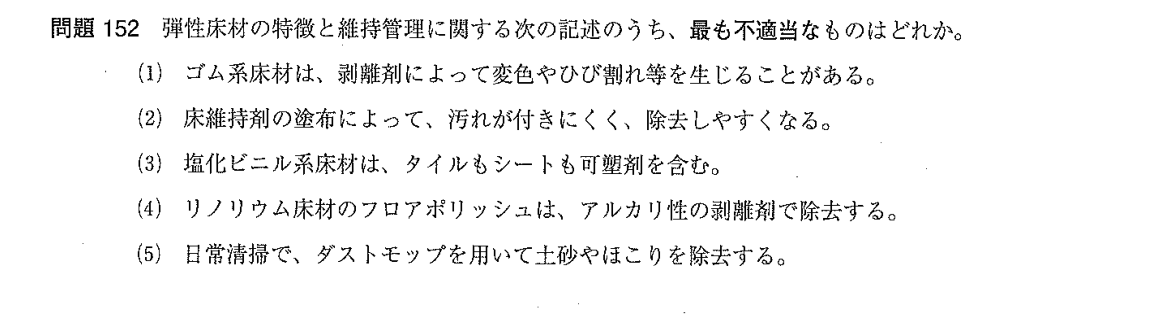 問題 152 弾性床材の特徴と維持管理に関する次の記述のうち、最も不適当なものはどれか。
(1) ゴム系床材は、剥離剤によって変色やひび割れ等を生じることがある。
(2) 床維持剤の塗布によって、汚れが付きにくく、除去しやすくなる。
(3) 塩化ビニル系床材は、タイルもシートも可塑剤を含む。
(4) リノリウム床材のフロアポリッシュは、アルカリ性の剥離剤で除去する。
(5) 日常清掃で、ダストモップを用いて土砂やほこりを除去する。